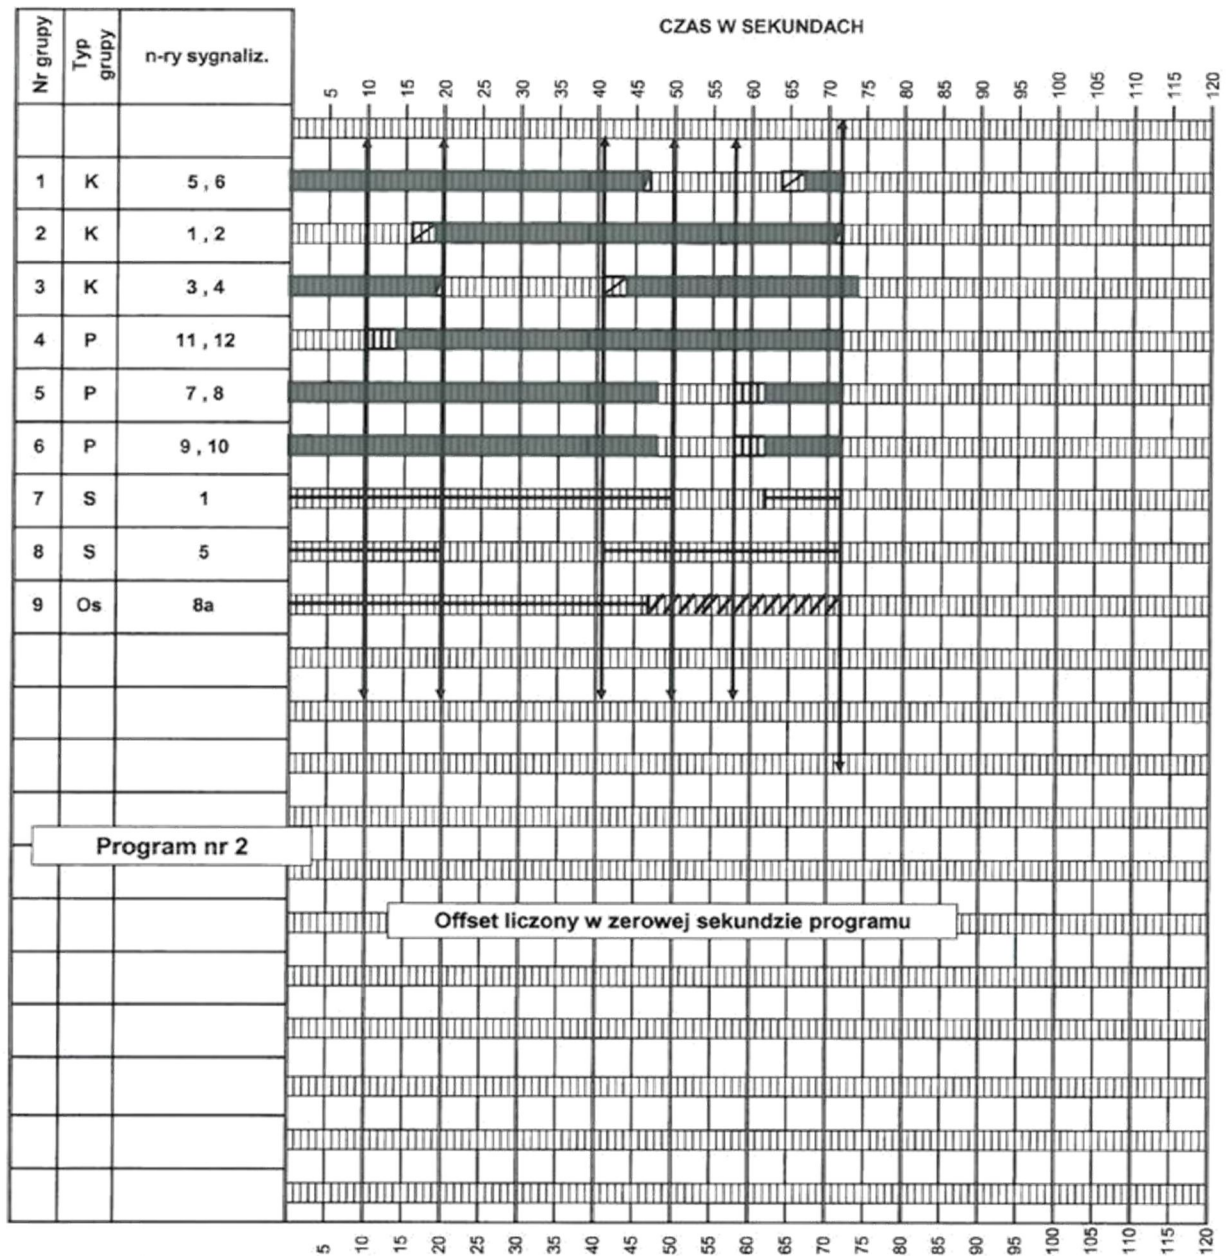 CZAS W SEKUNDACH
Nr grupy Typ grupy n-ry sygnaliz.
5 10 15 20 25 30 35 40 45 50 55 60 65 70 75 80 85 90 95 100 105 110 115 120
1 K 5 , 6
2 K 1 , 2
3 K 3 , 4
4 P 11 , 12
5 P 7 , 8
6 P 9 , 10
7 S 1
8 S 5
9 Os 8a
Program nr 2
Offset liczony w zerowej sekundzie programu
5 10 15 20 25 30 35 40 45 50 55 60 65 70 75 80 85 90 95 100 105 110 115 120